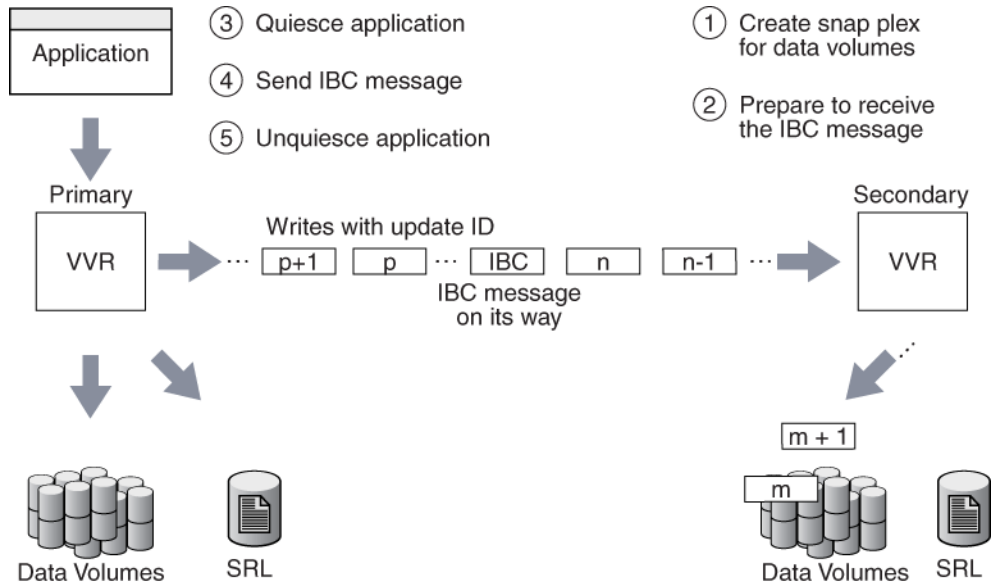 Application
③ Quiesce application
④ Send IBC message
⑤ Unquiesce application
① Create snap plex
for data volumes
② Prepare to receive
the IBC message
Primary
VVR
Writes with update ID
··· p+1 p ··· IBC n n-1 ···
IBC message
on its way
Secondary
VVR
Data Volumes
SRL
m + 1
m
Data Volumes
SRL